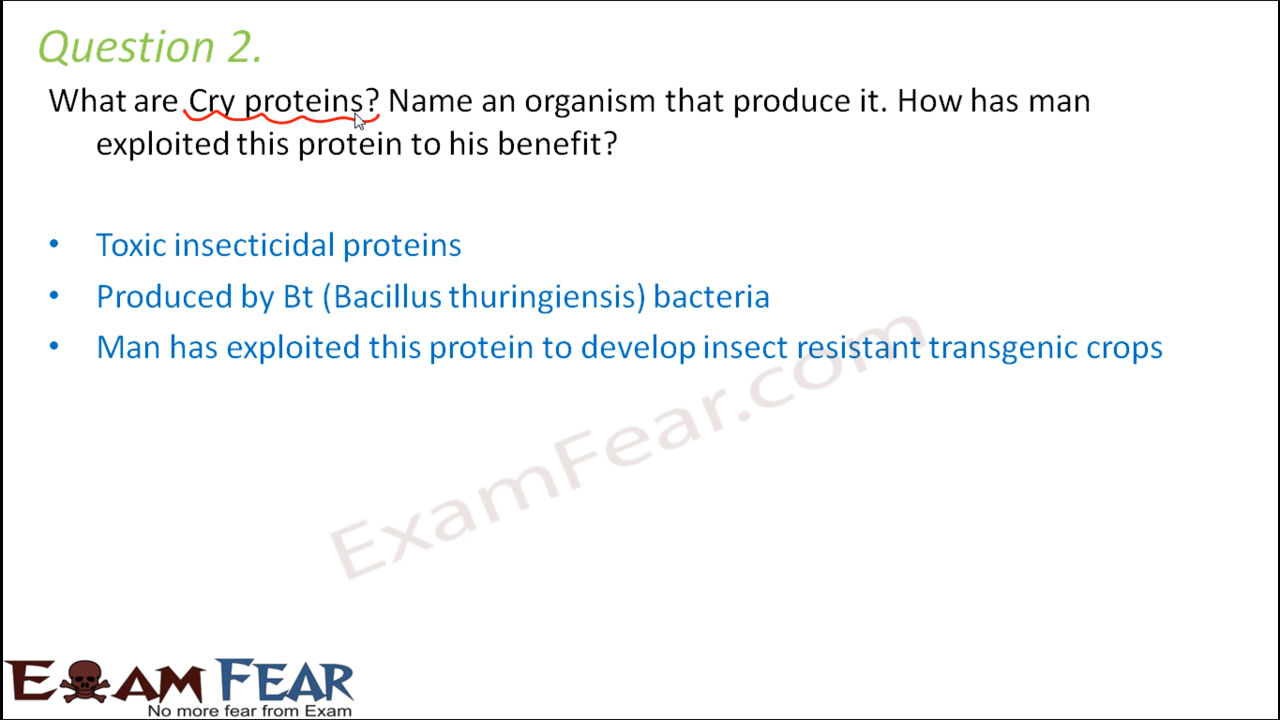 Question 2.
What are Cry proteins? Name an organism that produce it. How has man
exploited this protein to his benefit?
• Toxic insecticidal proteins
• Produced by Bt (Bacillus thuringiensis) bacteria
• Man has exploited this protein to develop insect resistant transgenic crops
ExamFear.com
EXAM FEAR
No more fear from Exam